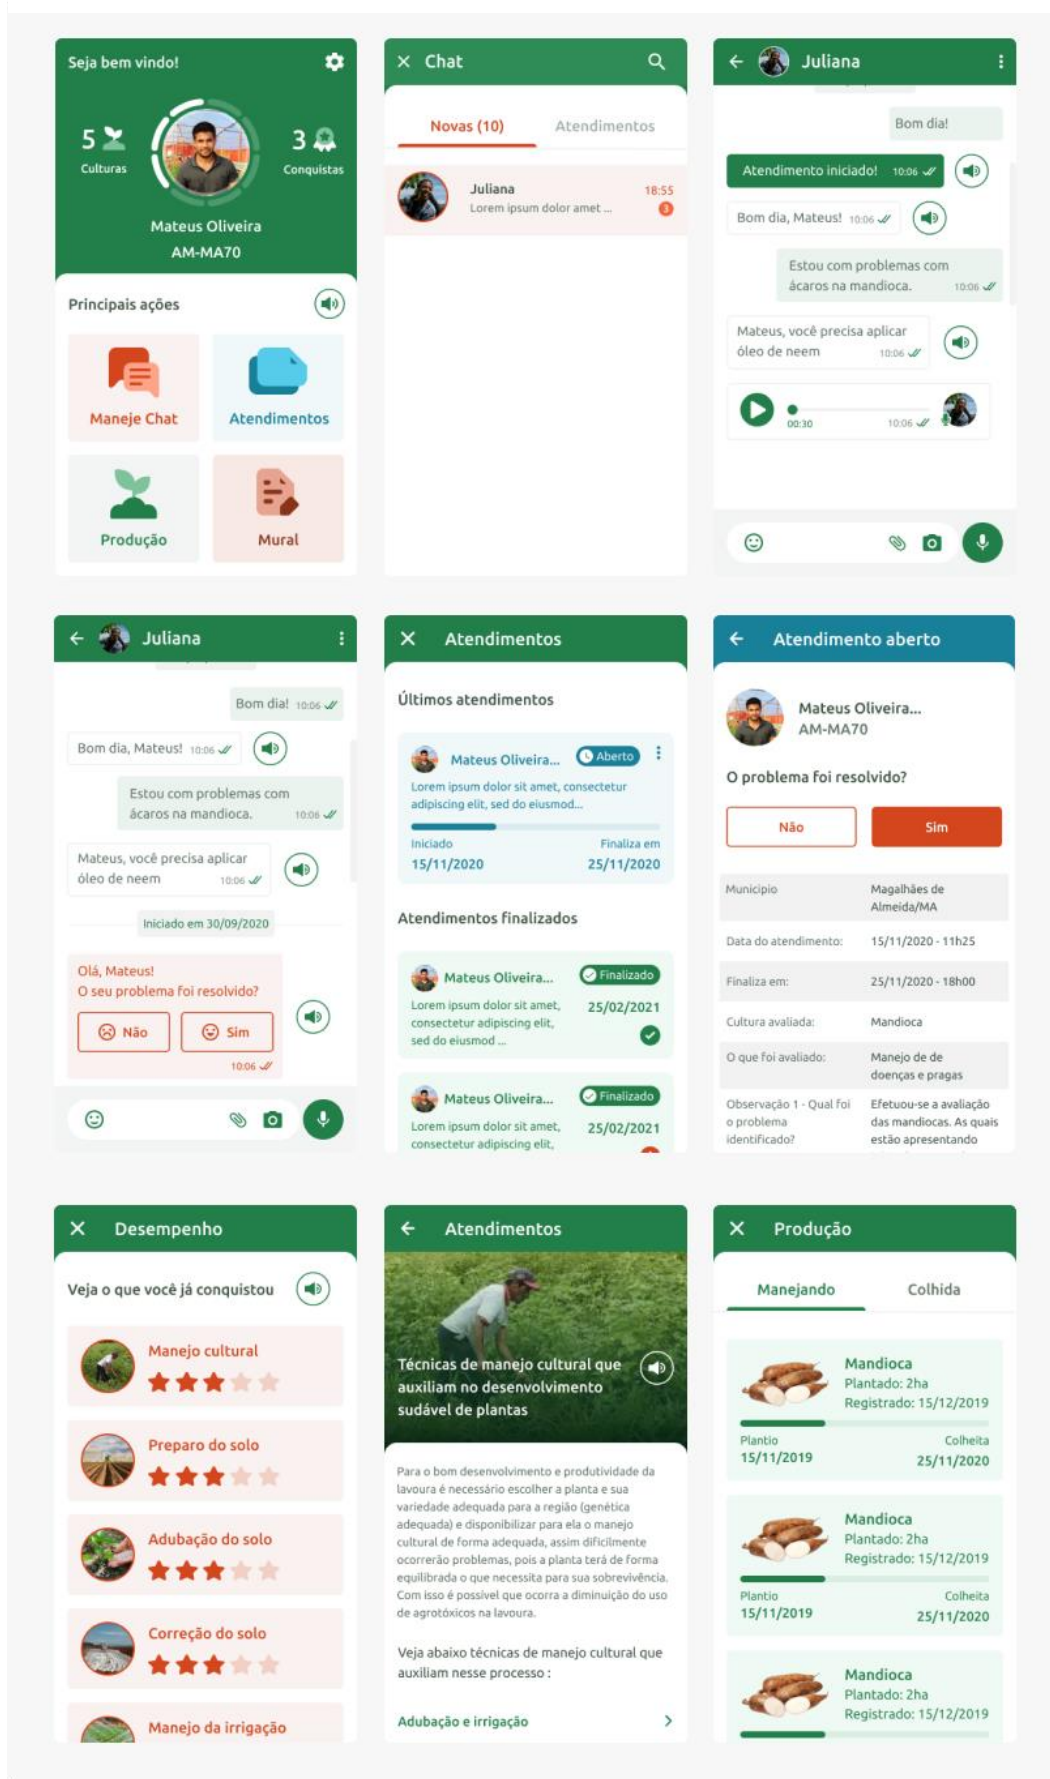 Seja bem vindo!
5
Culturas
3
Conquistas
Mateus Oliveira
AM-MA70
Principais ações
Maneje Chat
Atendimentos
Produção
Mural
Chat
Novas (10)
Atendimentos
Juliana
18:55
Lorem ipsum dolor amet ...
3
Juliana
Bom dia!
Atendimento iniciado! 10:06
Bom dia, Mateus! 10:06
Estou com problemas com
ácaros na mandioca. 10:06
Mateus, você precisa aplicar
óleo de neem 10:06
00:30
10:06
Juliana
Bom dia! 10:06
Bom dia, Mateus! 10:06
Estou com problemas com
ácaros na mandioca. 10:06
Mateus, você precisa aplicar
óleo de neem 10:06
Iniciado em 30/09/2020
Olá, Mateus!
O seu problema foi resolvido?
Não
Sim
10:06
Atendimentos
Últimos atendimentos
Mateus Oliveira...
Aberto
Lorem ipsum dolor sit amet, consectetur
adipiscing elit, sed do eiusmod...
Iniciado
Finaliza em
15/11/2020
25/11/2020
Atendimentos finalizados
Mateus Oliveira...
Finalizado
Lorem ipsum dolor sit amet,
consectetur adipiscing elit,
sed do eiusmod ...
25/02/2021
Mateus Oliveira...
Finalizado
Lorem ipsum dolor sit amet,
consectetur adipiscing elit,
25/02/2021
Atendimento aberto
Mateus Oliveira...
AM-MA70
O problema foi resolvido?
Não
Sim
Municipio
Magalhães de
Almeida/MA
Data do atendimento:
15/11/2020 - 11h25
Finaliza em:
25/11/2020 - 18h00
Cultura avaliada:
Mandioca
O que foi avaliado:
Manejo de de
doenças e pragas
Observação 1 - Qual foi
o problema
identificado?
Efetuou-se a avaliação
das mandiocas. As quais
estão apresentando
Desempenho
Veja o que você já conquistou
Manejo cultural
Preparo do solo
Adubação do solo
Correção do solo
Manejo da irrigação
Atendimentos
Técnicas de manejo cultural que
auxiliam no desenvolvimento
sudável de plantas
Para o bom desenvolvimento e produtividade da
lavoura é necessário escolher a planta e sua
variedade adequada para a região (genética
adequada) e disponibilizar para ela o manejo
cultural de forma adequada, assim dificilmente
ocorrerão problemas, pois a planta terá de forma
equilibrada o que necessita para sua sobrevivência.
Com isso é possível que ocorra a diminuição do uso
de agrotóxicos na lavoura.
Veja abaixo técnicas de manejo cultural que
auxiliam nesse processo :
Adubação e irrigação
Produção
Manejando
Colhida
Mandioca
Plantado: 2ha
Registrado: 15/12/2019
Plantio
Colheita
15/11/2019
25/11/2020
Mandioca
Plantado: 2ha
Registrado: 15/12/2019
Plantio
Colheita
15/11/2019
25/11/2020
Mandioca
Plantado: 2ha
Registrado: 15/12/2019